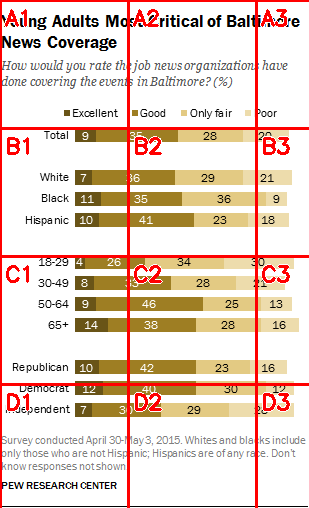 Young Adults Most Critical of Baltimore
News Coverage
How would you rate the job news organizations have
done covering the events in Baltimore? (%)
Excellent Good Only fair Poor
Total 9 35 28 20
White 7 36 29 21
Black 11 35 36 9
Hispanic 10 41 23 18
18-29 4 26 34 30
30-49 8 33 28 21
50-64 9 46 25 13
65+ 14 38 28 16
Republican 10 42 23 16
Democrat 12 40 30 12
Independent 7 29
Survey conducted April 30-May 3, 2015. Whites and blacks include
only those who are not Hispanic; Hispanics are of any race. Don't
know responses not shown.
PEW RESEARCH CENTER
A1 A2 A3
B1 B2 B3
C1 C2 C3
D1 D2 D3